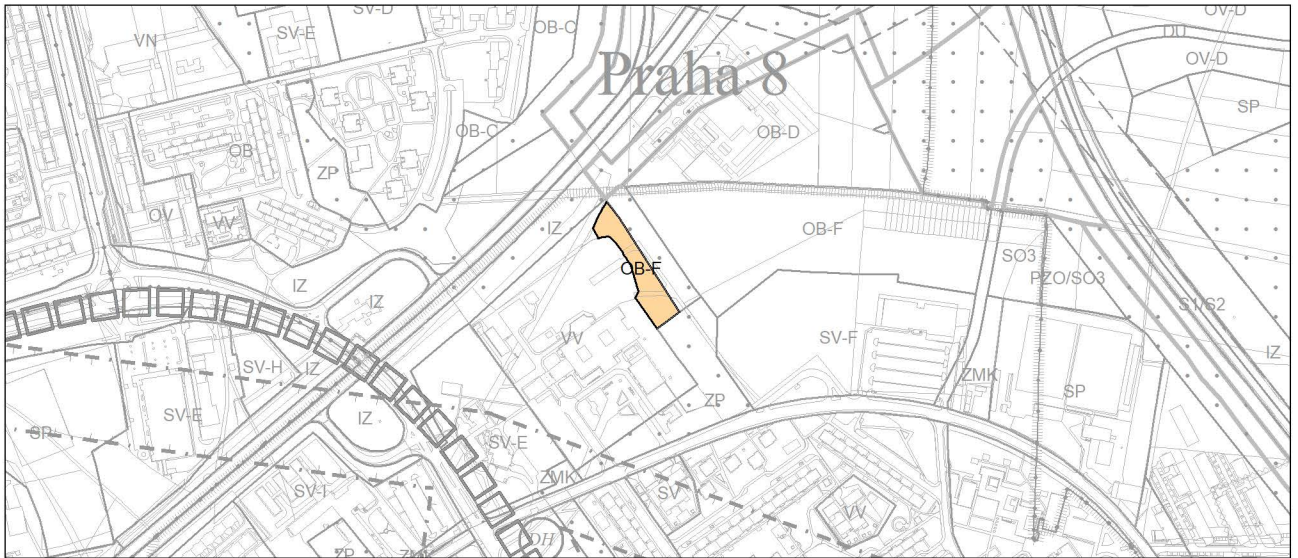 SV-D
OB-C
OV-D
VN
SV-E
DU
OV-D
Praha 8
SP
OB-C
OB-D
OB
ZP
OV
VV
IZ
OB-F
SO3
OB-F
PZO/SO3
IZ
IZ
S1/S2
VV
SV-F
IZ
SV-H
IZ
ZMK
SP
SV-E
ZP
IZ
SP
SV-E
ZMK
SV-I
SV
VV
DH
ZP